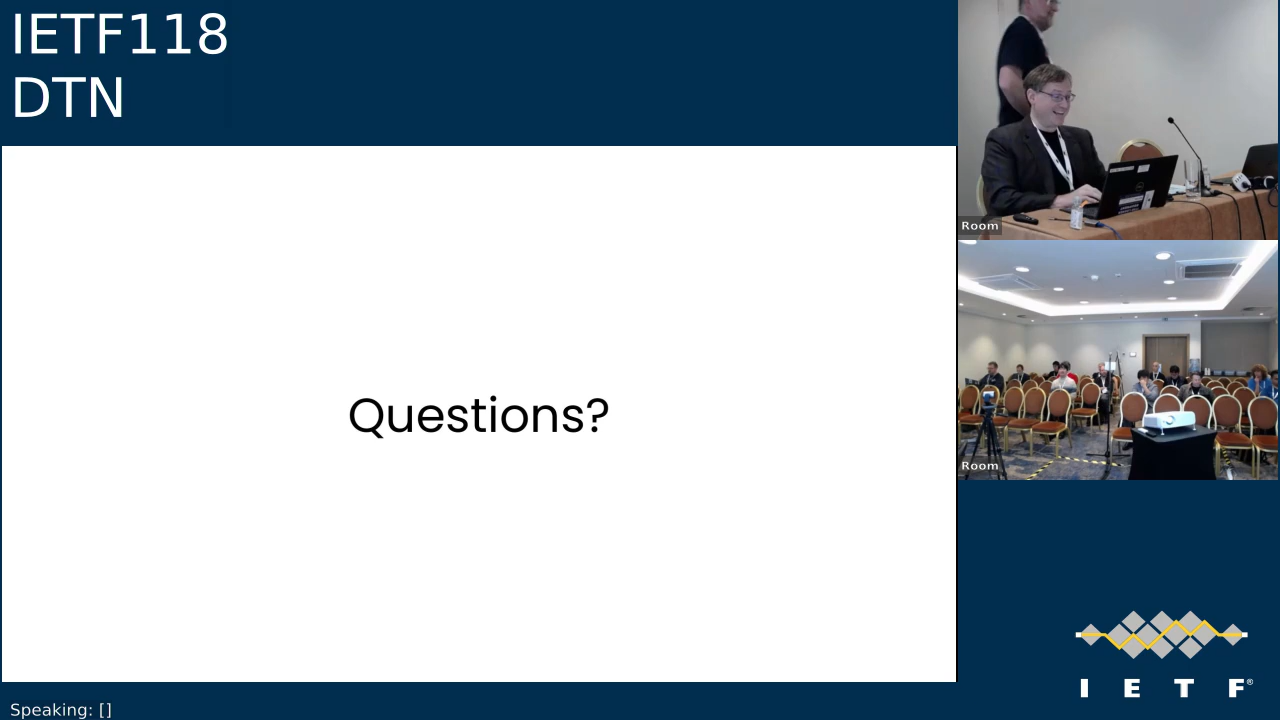 IETF118
DTN
Questions?
Room
Room
I E T F®
Speaking: []